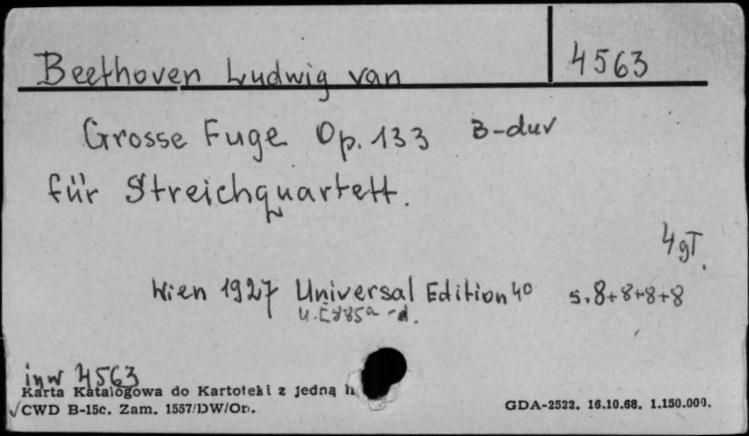 Beethoven Ludwig van
4563
Grosse Fuge Op. 133 B-dur
für Streichquartett.
4 gT.
Wien 1927 Universal Edition 4° s. 8+8+8+8
inw 4563
Karta Katalogowa do Kartoteki z jedną
✓CWD B-15c. Zam. 1557/DW/Or.
GDA-2522. 16.10.68. 1.150.000.